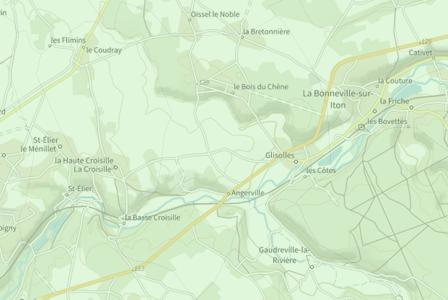 Oissel le Noble
les Flimins
le Coudray
la Bretonnière
Cativet
la Couture
le Bois du Chêne
La Bonneville-sur-
Iton
la Friche
les Bovettes
St-Élier
le Ménillet
la Haute Croisille
La Croisille
Glisolles
les Côtes
St-Élier
Angerville
la Basse Croisille
Gaudreville-la-
Rivière